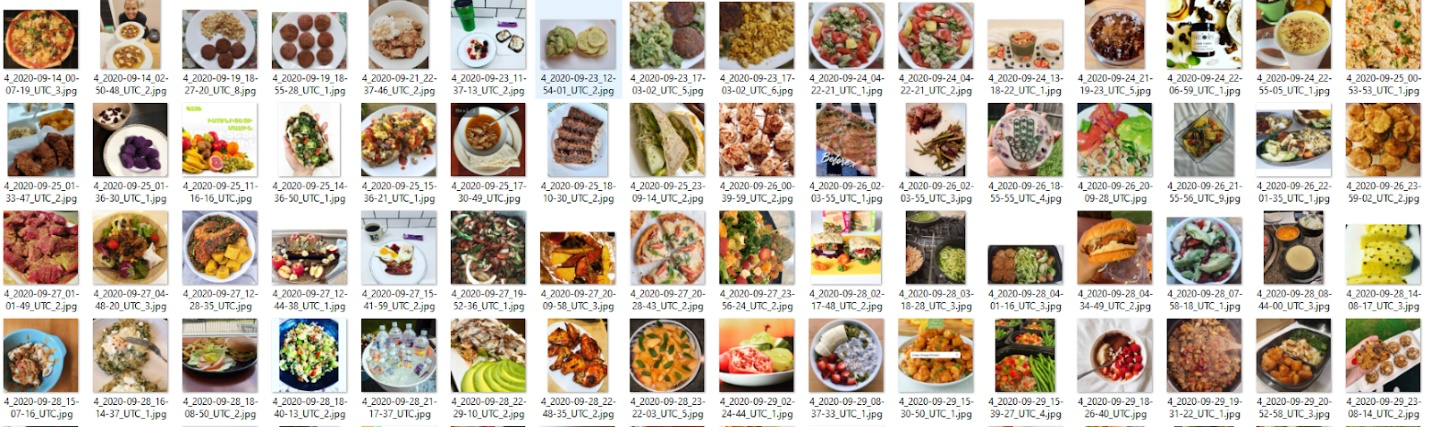 4_2020-09-14_00-
07-19_UTC_3.jpg
4_2020-09-14_02-
50-48_UTC_2.jpg
4_2020-09-19_18-
27-20_UTC_8.jpg
4_2020-09-19_18-
55-28_UTC_1.jpg
4_2020-09-21_22-
37-46_UTC_2.jpg
4_2020-09-23_11-
37-13_UTC_2.jpg
4_2020-09-23_12-
54-01_UTC_2.jpg
4_2020-09-23_17-
03-02_UTC_5.jpg
4_2020-09-23_17-
03-02_UTC_6.jpg
4_2020-09-24_04-
22-21_UTC_1.jpg
4_2020-09-24_04-
22-21_UTC_2.jpg
4_2020-09-24_13-
18-22_UTC_1.jpg
4_2020-09-24_21-
19-23_UTC_5.jpg
4_2020-09-24_22-
06-59_UTC_1.jpg
4_2020-09-24_22-
55-05_UTC_1.jpg
4_2020-09-25_00-
53-53_UTC_1.jpg
Before
4_2020-09-25_01-
33-47_UTC_2.jpg
4_2020-09-25_01-
36-30_UTC_1.jpg
4_2020-09-25_11-
16-16_UTC_1.jpg
4_2020-09-25_14-
36-50_UTC_1.jpg
4_2020-09-25_15-
36-21_UTC_1.jpg
4_2020-09-25_17-
30-49_UTC_2.jpg
4_2020-09-25_18-
10-30_UTC_2.jpg
4_2020-09-25_23-
09-14_UTC_2.jpg
4_2020-09-26_00-
39-59_UTC_2.jpg
4_2020-09-26_02-
03-55_UTC_1.jpg
4_2020-09-26_02-
03-55_UTC_3.jpg
4_2020-09-26_18-
55-55_UTC_4.jpg
4_2020-09-26_20-
09-28_UTC.jpg
4_2020-09-26_21-
55-56_UTC_9.jpg
4_2020-09-26_22-
01-35_UTC_1.jpg
4_2020-09-26_23-
59-02_UTC_2.jpg
4_2020-09-27_01-
01-49_UTC_2.jpg
4_2020-09-27_04-
48-20_UTC_3.jpg
4_2020-09-27_12-
28-35_UTC.jpg
4_2020-09-27_12-
44-38_UTC_1.jpg
4_2020-09-27_15-
41-59_UTC_2.jpg
4_2020-09-27_19-
52-36_UTC_1.jpg
4_2020-09-27_20-
09-58_UTC_3.jpg
4_2020-09-27_20-
28-43_UTC_2.jpg
4_2020-09-27_23-
56-24_UTC_2.jpg
4_2020-09-28_02-
17-48_UTC_2.jpg
4_2020-09-28_03-
18-28_UTC_3.jpg
4_2020-09-28_04-
01-16_UTC_3.jpg
4_2020-09-28_04-
34-49_UTC_2.jpg
4_2020-09-28_07-
58-18_UTC_1.jpg
4_2020-09-28_08-
44-00_UTC_3.jpg
4_2020-09-28_14-
08-17_UTC_3.jpg
4_2020-09-28_15-
07-16_UTC.jpg
4_2020-09-28_16-
14-37_UTC_1.jpg
4_2020-09-28_18-
08-50_UTC_2.jpg
4_2020-09-28_18-
40-13_UTC_2.jpg
4_2020-09-28_21-
17-37_UTC.jpg
4_2020-09-28_22-
29-10_UTC_2.jpg
4_2020-09-28_22-
48-35_UTC_2.jpg
4_2020-09-28_23-
22-03_UTC_5.jpg
4_2020-09-29_02-
24-44_UTC_1.jpg
4_2020-09-29_08-
37-33_UTC_1.jpg
4_2020-09-29_15-
30-50_UTC_1.jpg
4_2020-09-29_15-
39-27_UTC_4.jpg
4_2020-09-29_18-
26-40_UTC.jpg
4_2020-09-29_19-
31-22_UTC_1.jpg
4_2020-09-29_20-
52-58_UTC_3.jpg
4_2020-09-29_23-
08-14_UTC_2.jpg